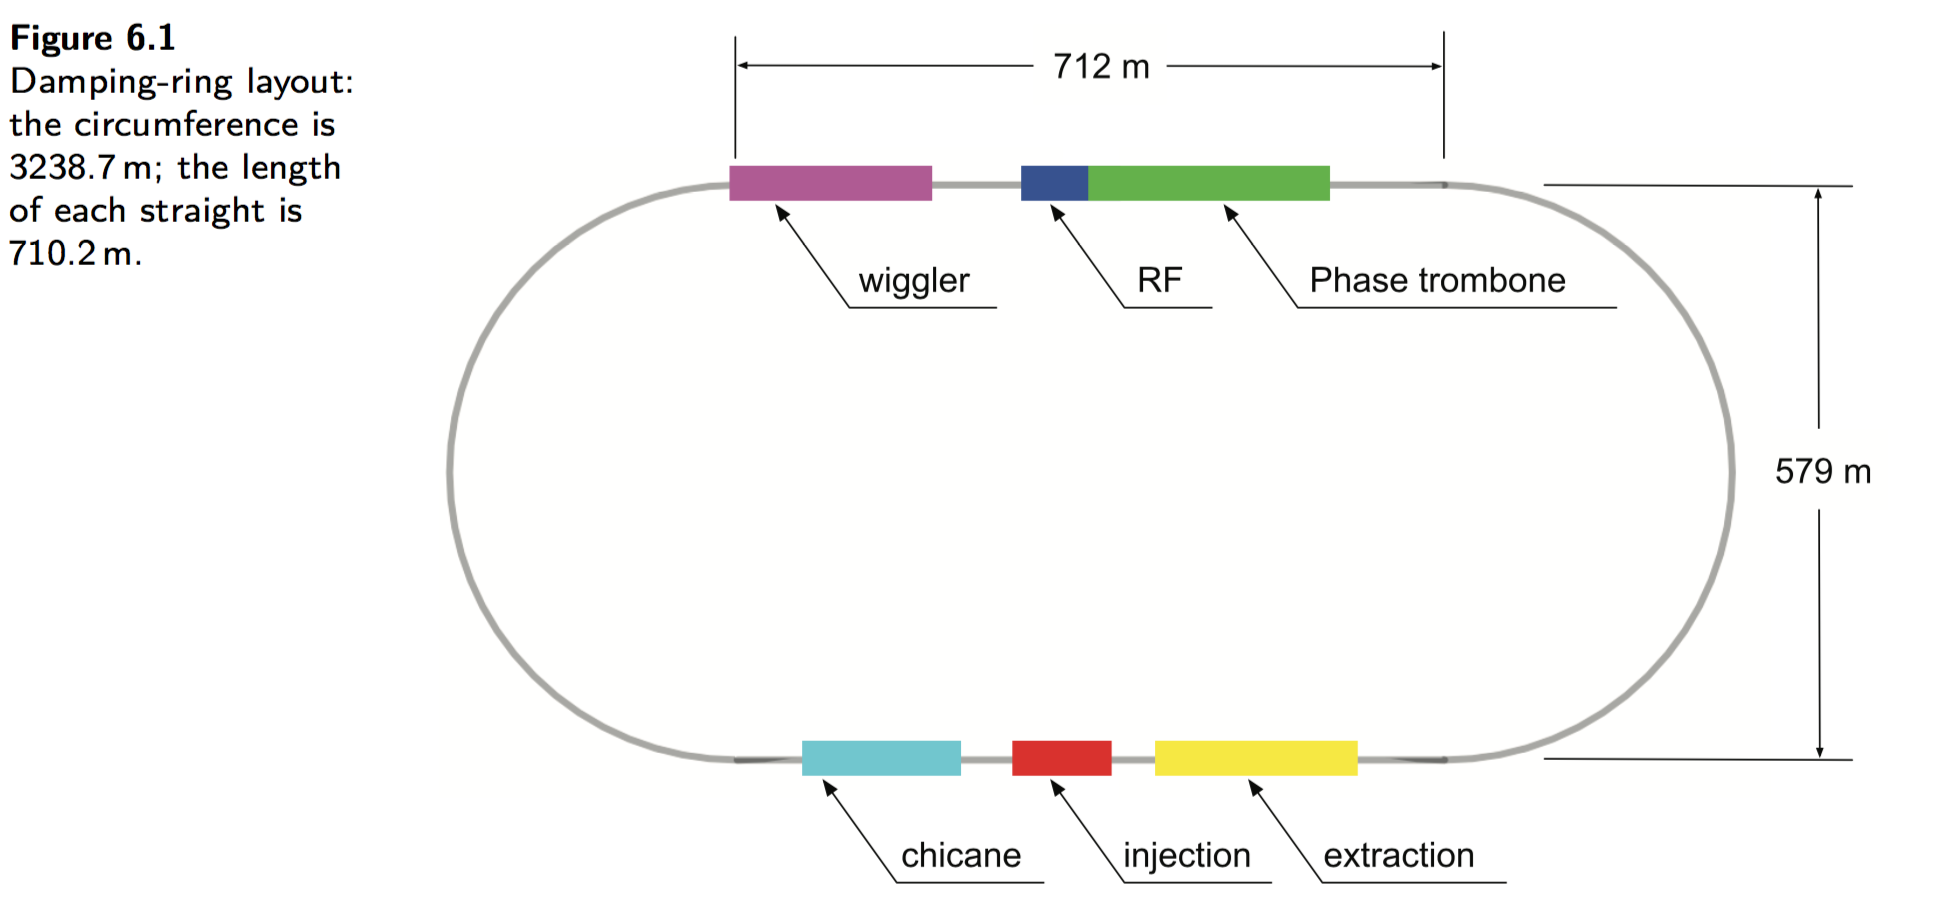 Figure 6.1
Damping-ring layout:
the circumference is
3238.7 m; the length
of each straight is
710.2 m.
712 m
wiggler
RF
Phase trombone
579 m
chicane
injection
extraction